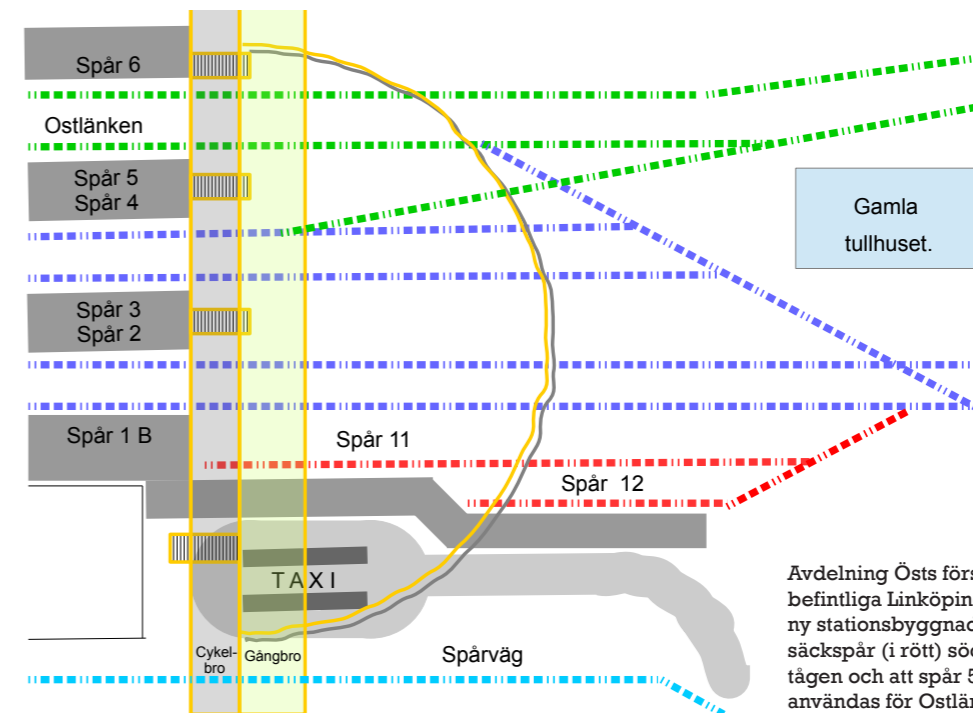 Spår 6
Ostlänken
Spår 5
Spår 4
Gamla
tullhuset.
Spår 3
Spår 2
Spår 1 B
Spår 11
Spår 12
TAXI
Cykel-
bro
Gångbro
Spårväg
Avdelning Östs förs
befintliga Linköpin
ny stationsbyggnad
säckspår (i rött) söd
tågen och att spår 5
användas för Ostlän